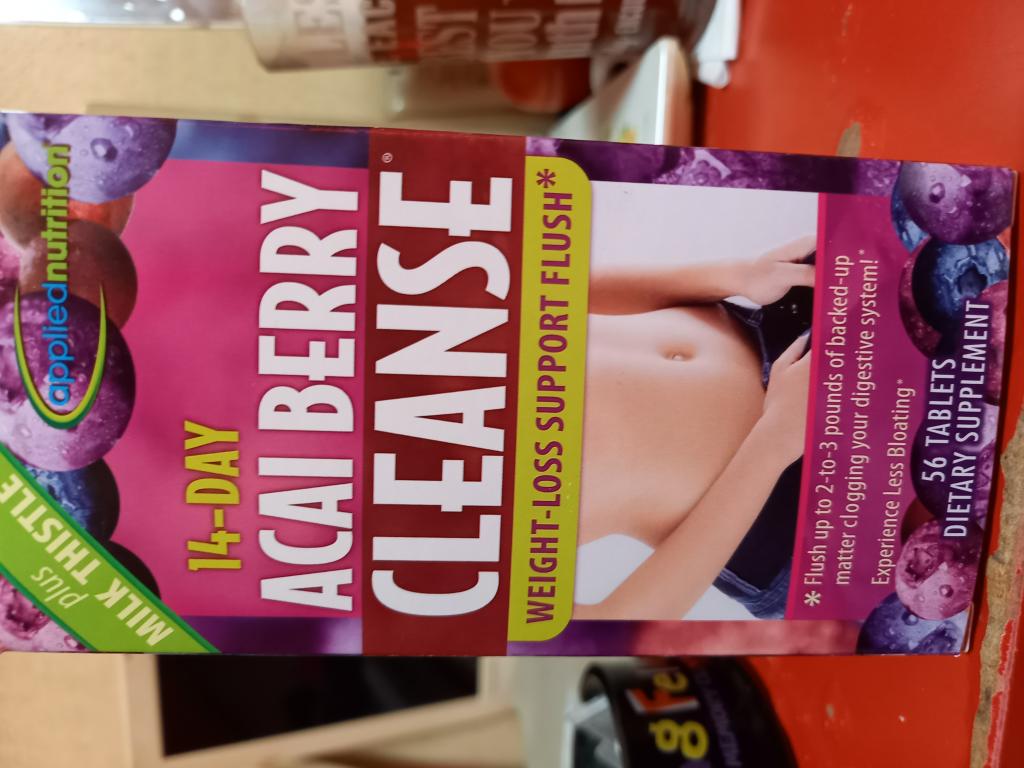 appliednutrition
plus
MILK THISTLE
14-DAY
ACAI BERRY
CLEANSE®
WEIGHT-LOSS SUPPORT FLUSH*
* Flush up to 2-to-3 pounds of backed-up
matter clogging your digestive system!*
Experience Less Bloating*
56 TABLETS
DIETARY SUPPLEMENT